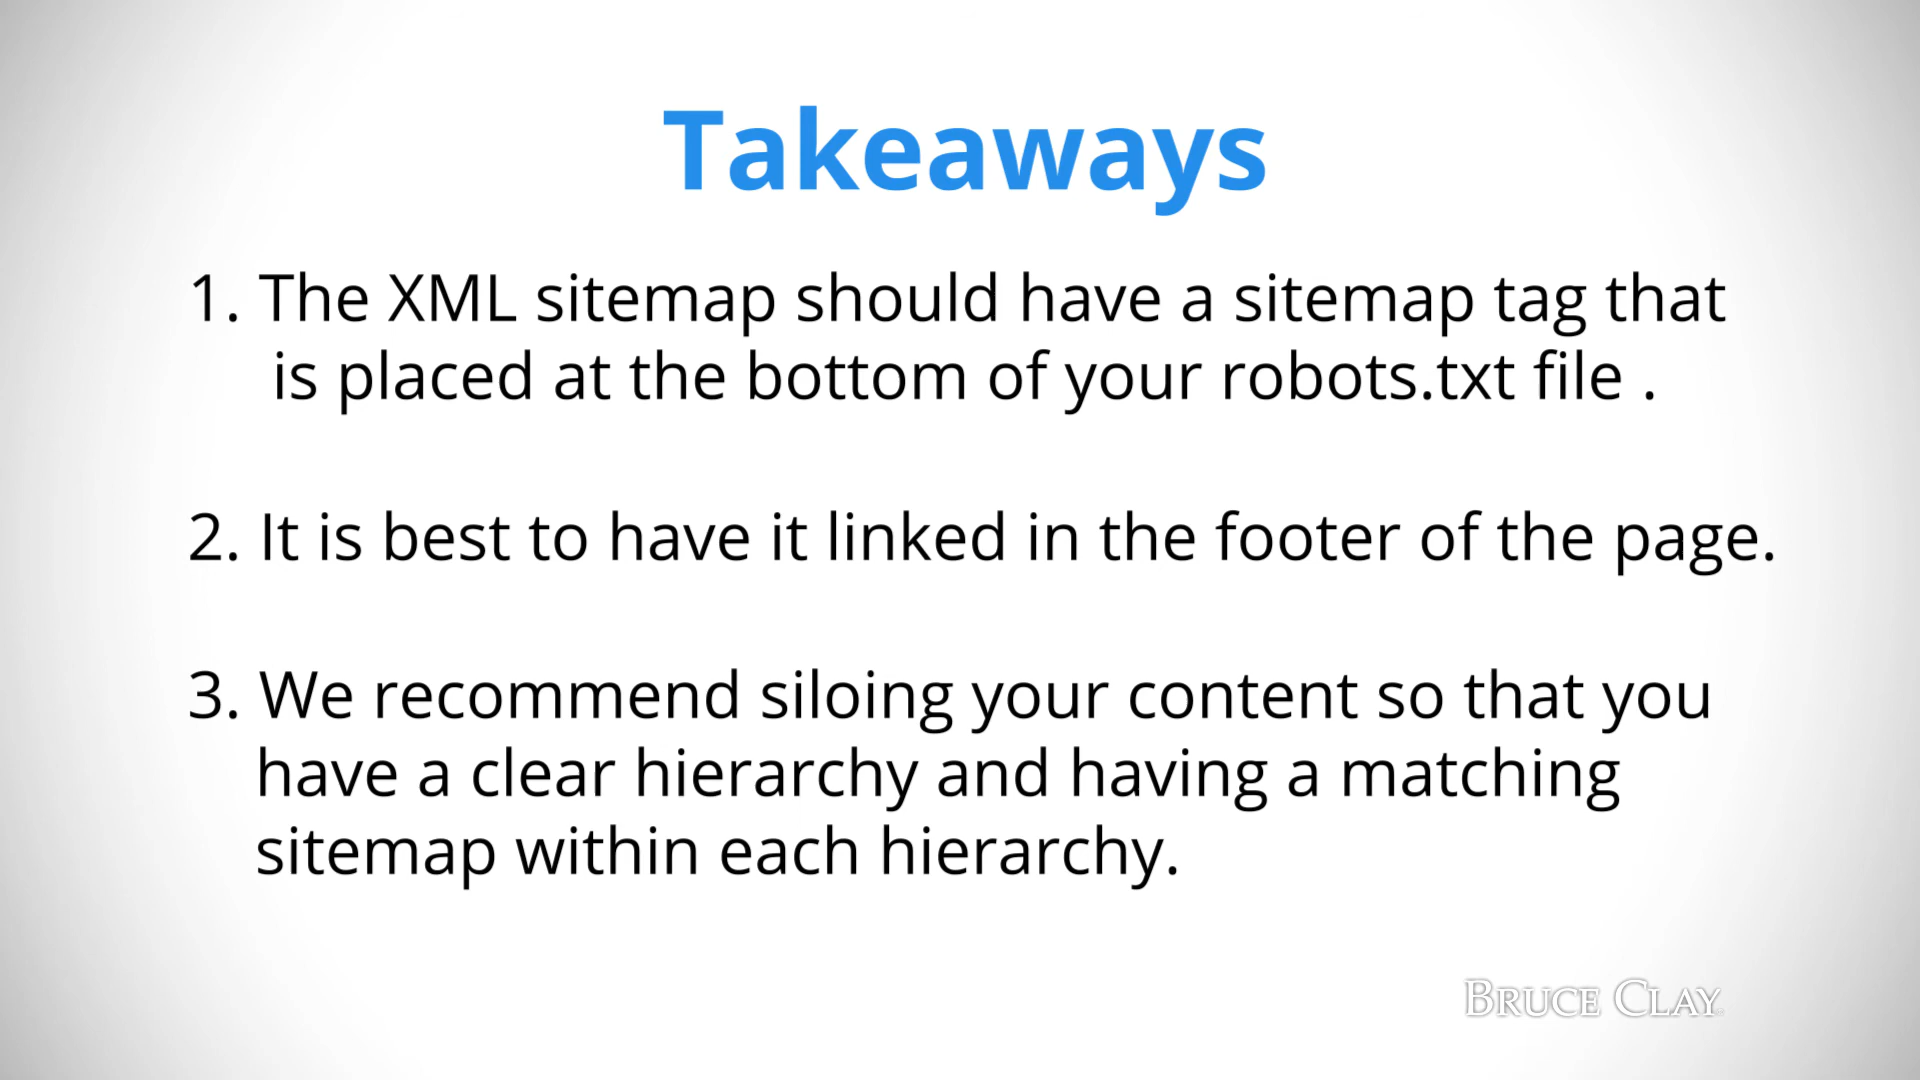 Takeaways
1. The XML sitemap should have a sitemap tag that
is placed at the bottom of your robots.txt file .
2. It is best to have it linked in the footer of the page.
3. We recommend siloing your content so that you
have a clear hierarchy and having a matching
sitemap within each hierarchy.
BRUCE CLAY